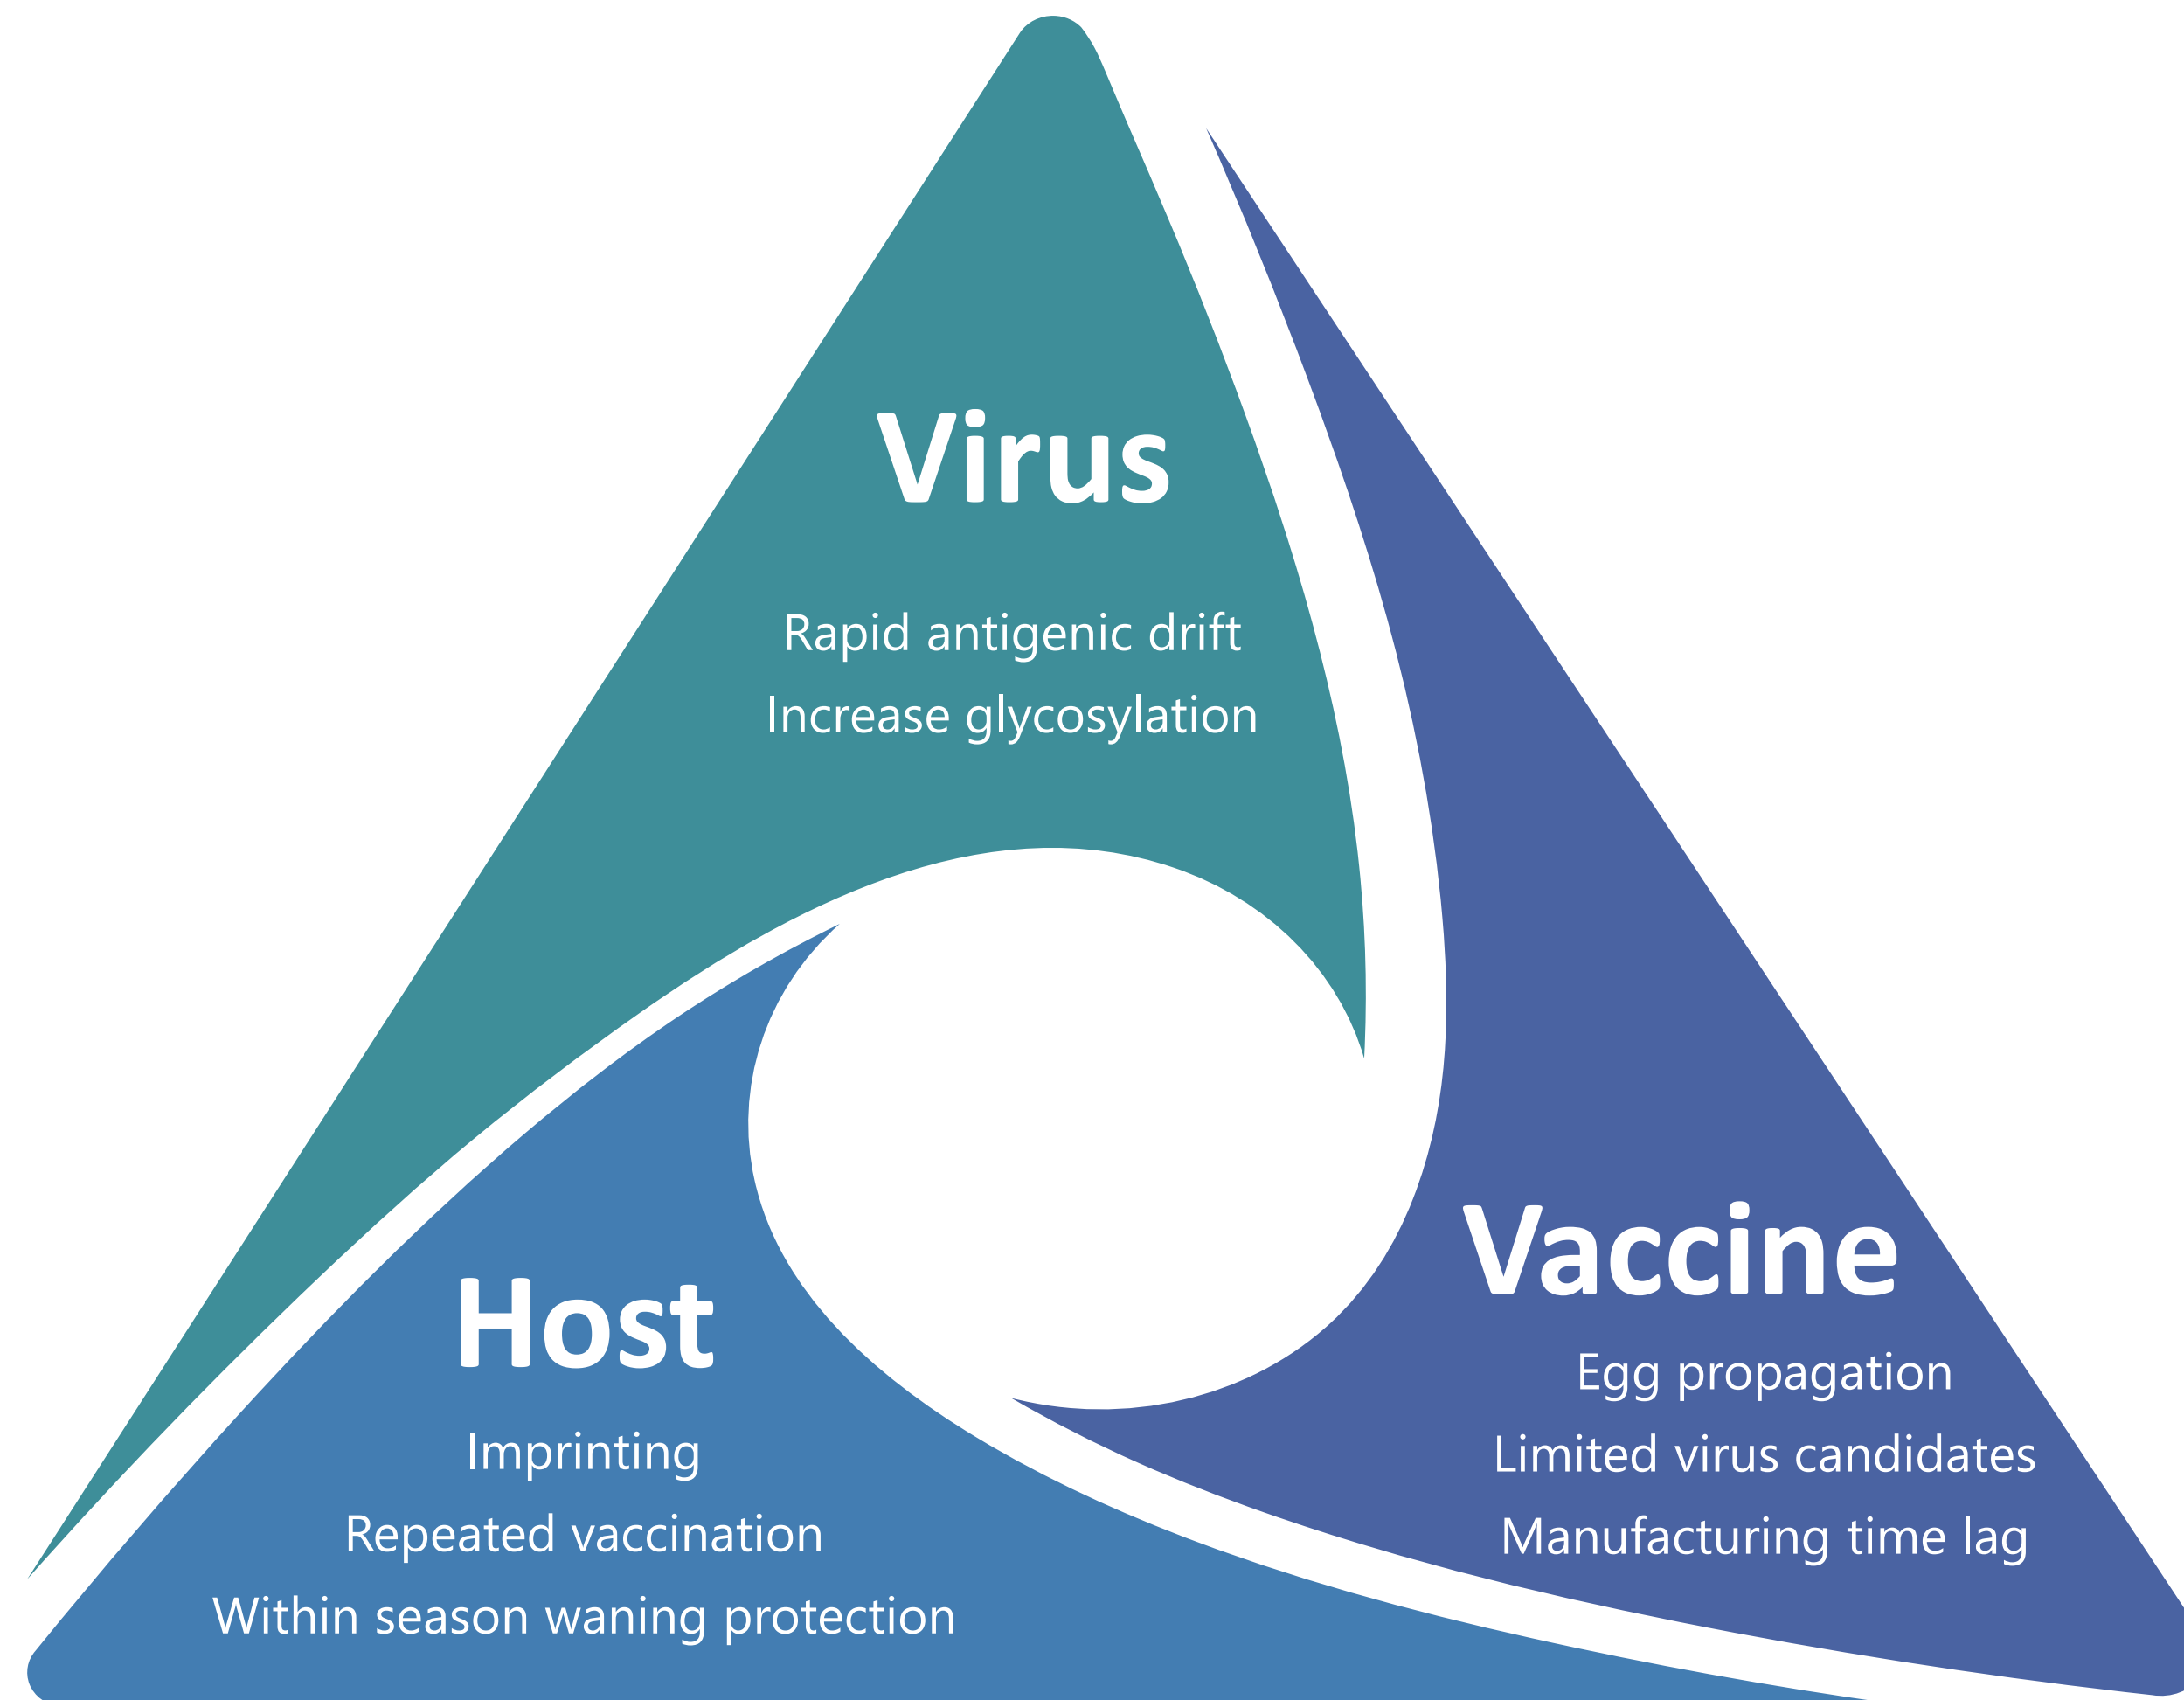 Virus
Rapid antigenic drift
Increase glycosylation
Host
Imprinting
Repeated vaccination
Within season waning protection
Vaccine
Egg propagation
Limited virus candidates
Manufacturing time lag